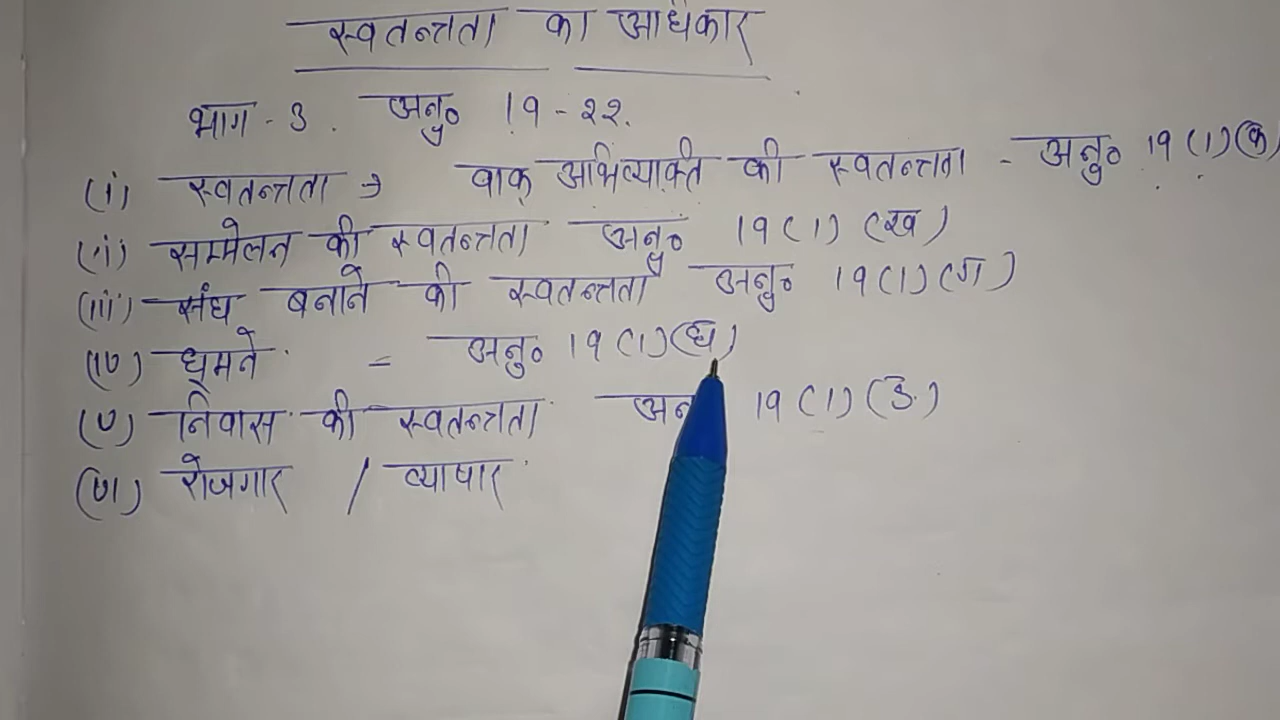 स्वतन्त्रता का अधिकार
भाग - 3. अनु० 19 - 22.
(i) स्वतन्त्रता → वाक् अभिव्यक्ति की स्वतन्त्रता - अनु० 19 (1) (क)
(ii) सम्मेलन की स्वतन्त्रता अनु० 19 (1) (ख)
(iii) संघ बनाने की स्वतन्त्रता अनु० 19 (1) (ग)
(iv) घूमने = अनु० 19 (1) (घ)
(v) निवास की स्वतन्त्रता अनु 19 (1) (ङ)
(vi) रोजगार / व्यापार